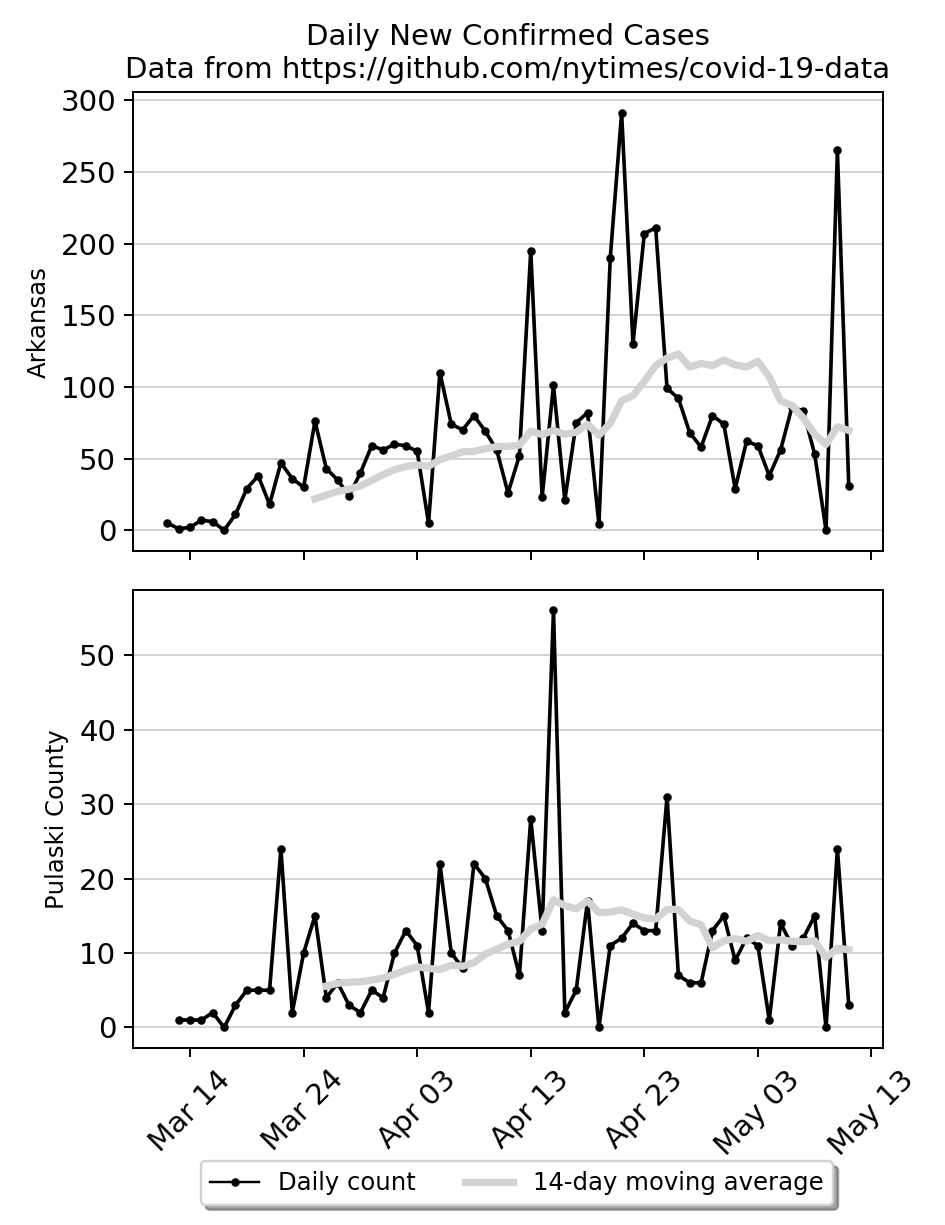 Daily New Confirmed Cases
Data from https://github.com/nytimes/covid-19-data
300
250
200
150
100
50
0
Arkansas
50
40
30
20
10
0
Pulaski County
Mar 14
Mar 24
Apr 03
Apr 13
Apr 23
May 03
May 13
Daily count
14-day moving average